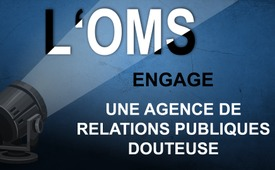 L‘OMS
ENGAGE
UNE AGENCE DE
RELATIONS PUBLIQUES
DOUTEUSE